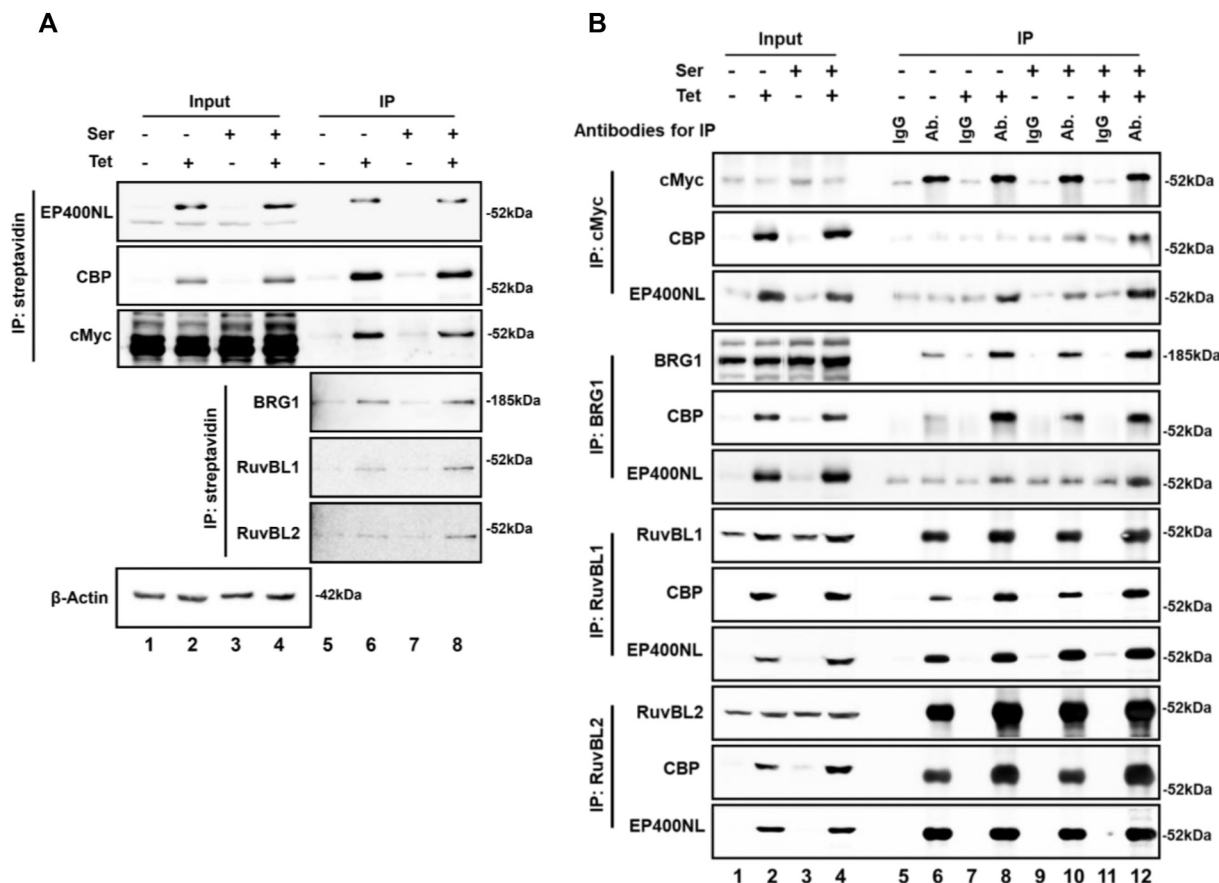 A
Input IP
Ser - - + + - - + +
Tet - + - + - + - +
IP: streptavidin
EP400NL -52kDa
CBP -52kDa
cMyc -52kDa
IP: streptavidin
BRG1 -185kDa
RuvBL1 -52kDa
RuvBL2 -52kDa
β-Actin -42kDa
1 2 3 4 5 6 7 8
B
Input IP
Ser - - + + - - - - + + + +
Tet - + - + - - + + - - + +
Antibodies for IP IgG Ab. IgG Ab. IgG Ab. IgG Ab.
IP: cMyc
cMyc -52kDa
CBP -52kDa
EP400NL -52kDa
IP: BRG1
BRG1 -185kDa
CBP -52kDa
EP400NL -52kDa
IP: RuvBL1
RuvBL1 -52kDa
CBP -52kDa
EP400NL -52kDa
IP: RuvBL2
RuvBL2 -52kDa
CBP -52kDa
EP400NL -52kDa
1 2 3 4 5 6 7 8 9 10 11 12